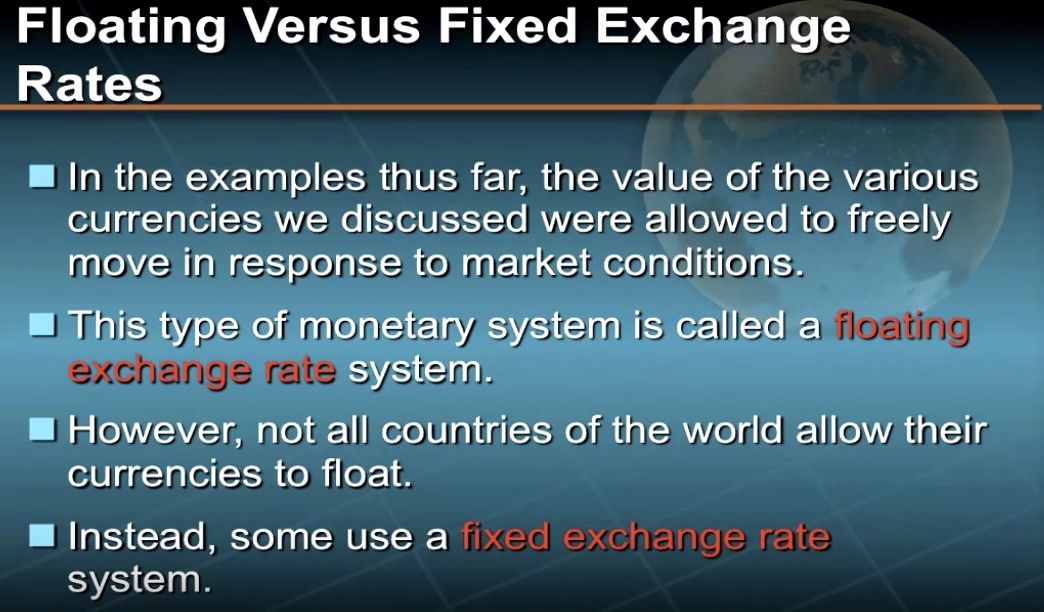 Floating Versus Fixed Exchange
Rates
In the examples thus far, the value of the various
currencies we discussed were allowed to freely
move in response to market conditions.
This type of monetary system is called a floating
exchange rate system.
However, not all countries of the world allow their
currencies to float.
Instead, some use a fixed exchange rate
system.